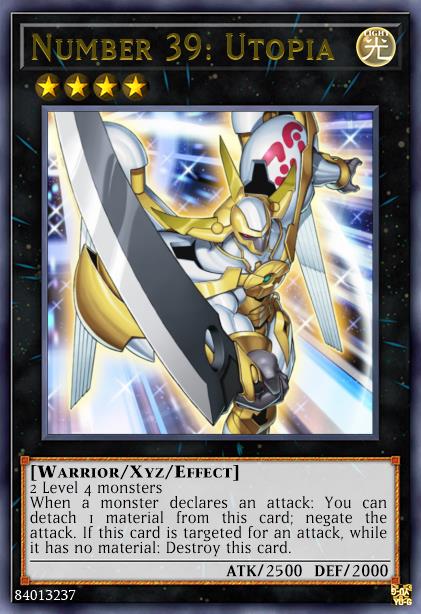 NUMBER 39: UTOPIA
LIGHT
光
39
[WARRIOR/XYZ/EFFECT]
2 Level 4 monsters
When a monster declares an attack: You can
detach 1 material from this card; negate the
attack. If this card is targeted for an attack, while
it has no material: Destroy this card.
ATK/2500 DEF/2000
84013237